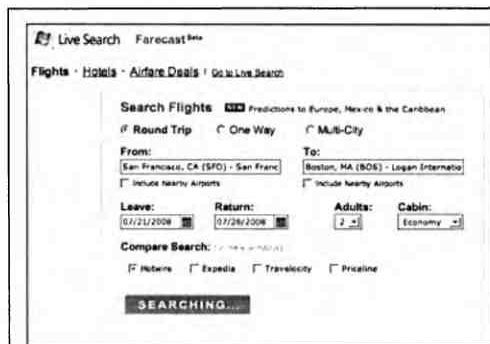 Live Search Farecast Beta
Flights · Hotels · Airfare Deals | Go to Live Search
Search Flights NEW Predictions to Europe, Mexico & the Caribbean
Round Trip One Way Multi-City
From: To:
San Francisco, CA (SFO) - San Franc Boston, MA (BOS) - Logan Internatio
Include Nearby Airports Include Nearby Airports
Leave: Return: Adults: Cabin:
07/21/2008 07/28/2008 2 Economy
Compare Search:
Hotwire Expedia Travelocity Priceline
SEARCHING...